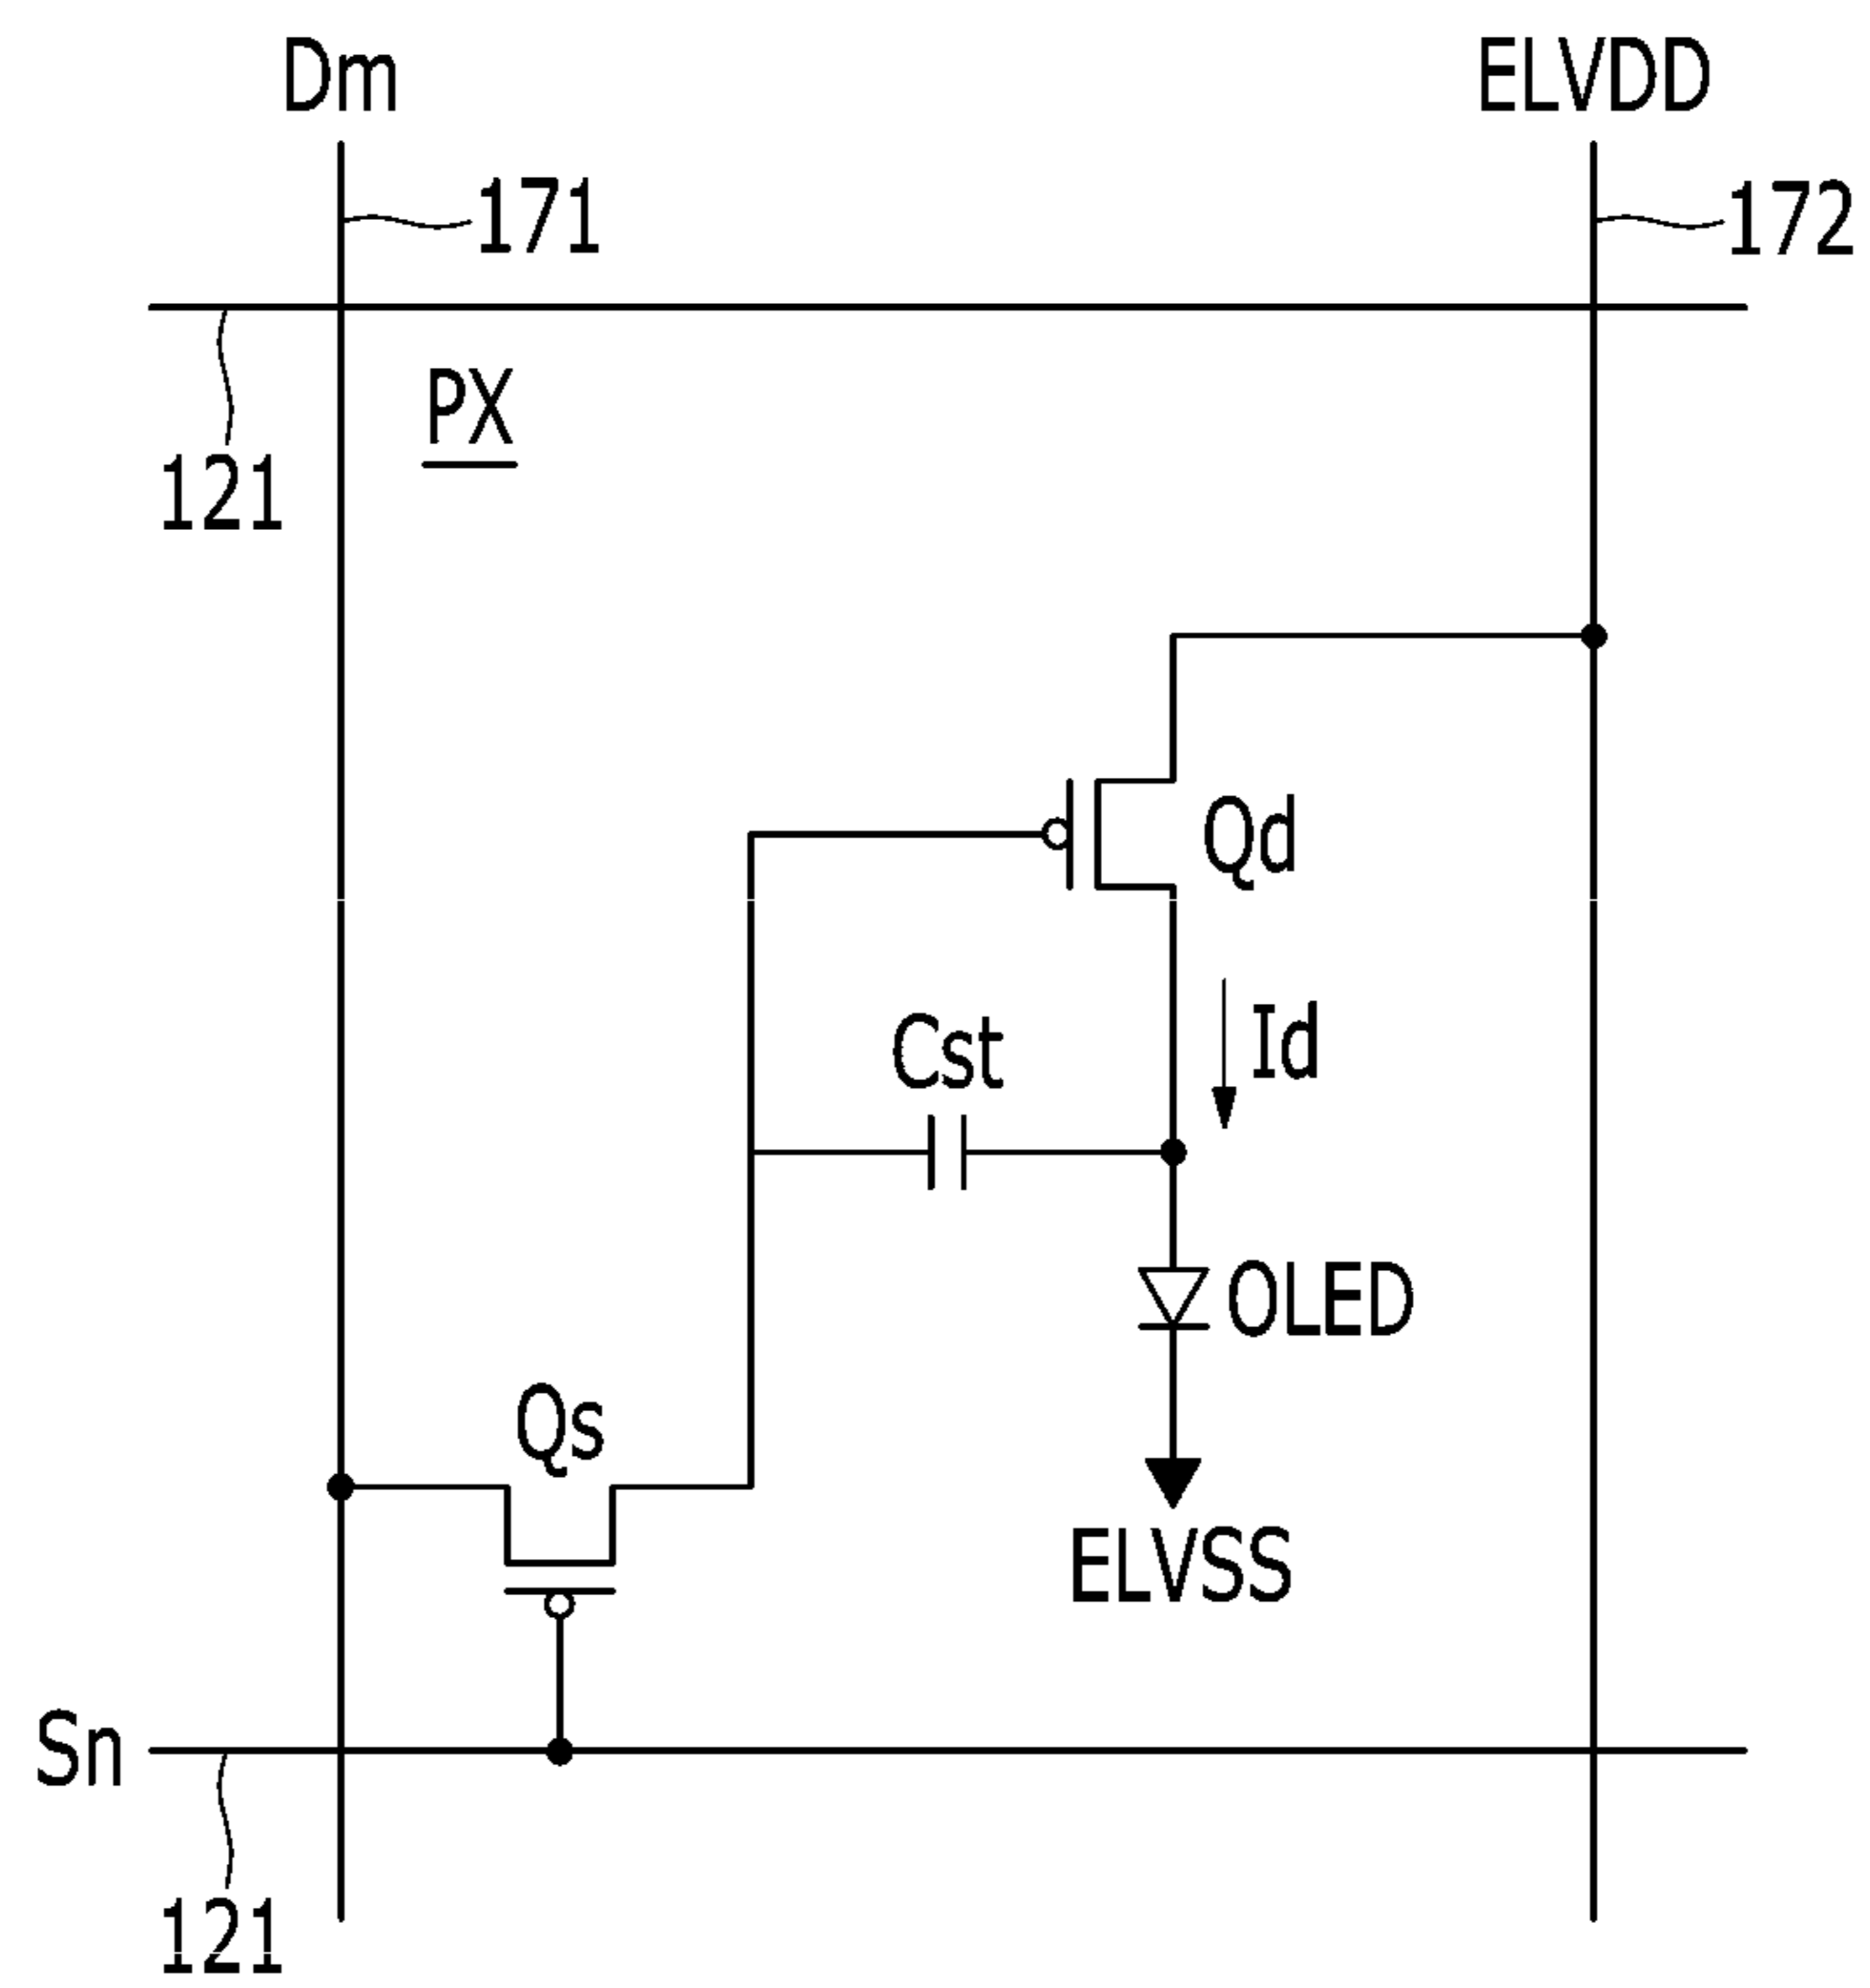 Dm
ELVDD
171
172
PX
121
Qd
Cst
Id
OLED
Qs
ELVSS
Sn
121